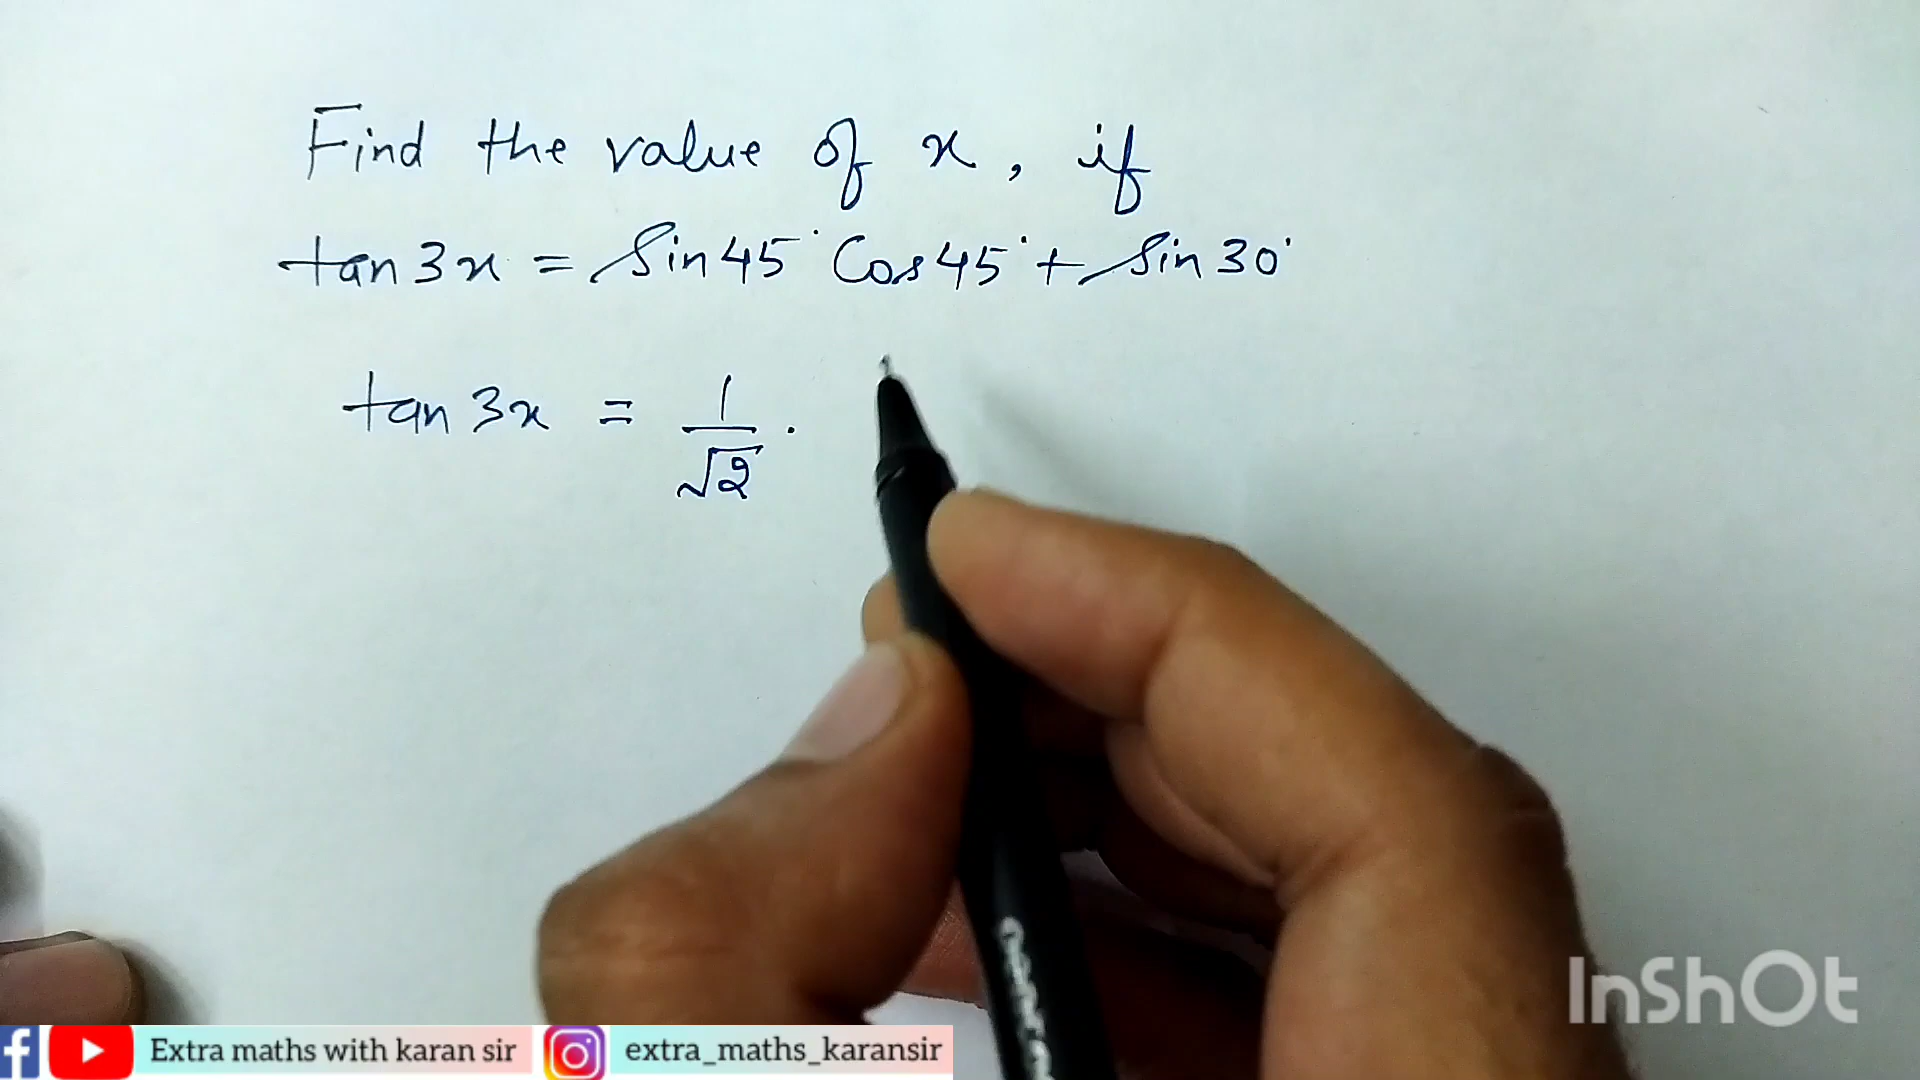 Find the value of x, if
tan 3x = Sin 45° Cos 45° + Sin 30°
tan 3x = 1/√2 .
InShOt
Extra maths with karan sir extra_maths_karansir